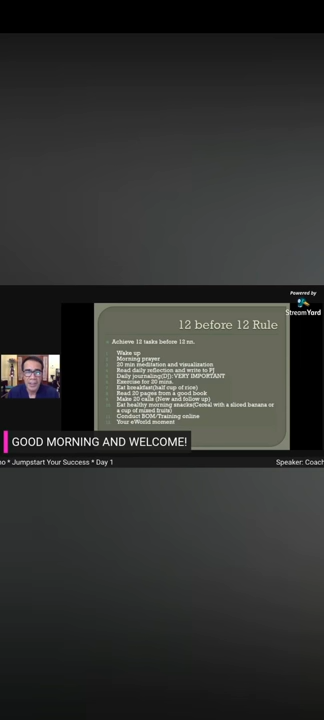 Powered by
StreamYard
12 before 12 Rule
Achieve 12 tasks before 12 nn.
Wake up
Morning prayer
20 min meditation and visualization
Read daily reflection and write to PJ
Daily journaling(DJ): VERY IMPORTANT
Exercise for 20 mins.
Eat breakfast(half cup of rice)
Read 20 pages from a good book
Make 20 calls (New and follow up)
Eat healthy morning snacks(Cereal with a sliced banana or
a cup of mixed fruits)
Conduct BOM/Training online
Your eWorld moment
GOOD MORNING AND WELCOME!
no * Jumpstart Your Success * Day 1
Speaker: Coach